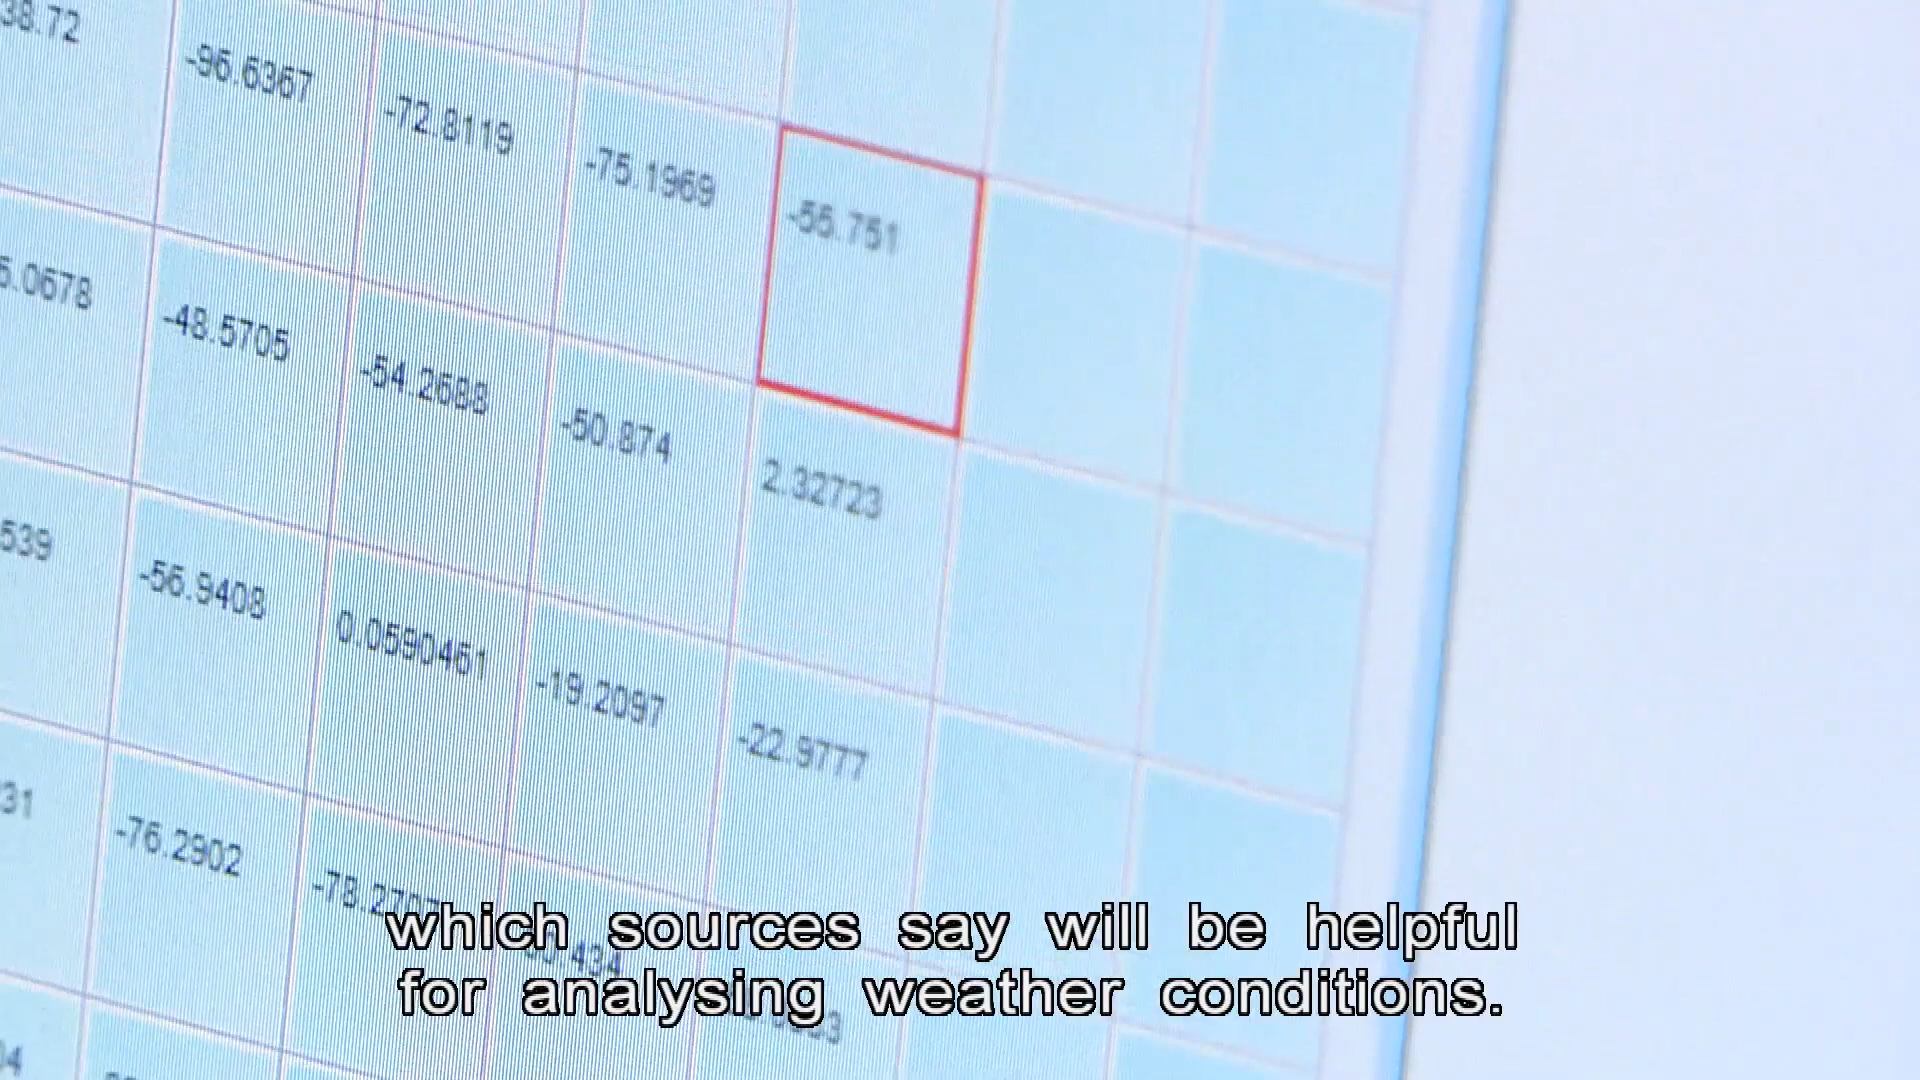 38.72 -96.6367 -72.8119 -75.1969 -55.751
5.0678 -48.5705 -54.2688 -50.874 2.32723
539 -56.9408 0.0590461 -19.2097 -22.9777
31 -76.2902
which sources say will be helpful
for analysing weather conditions.